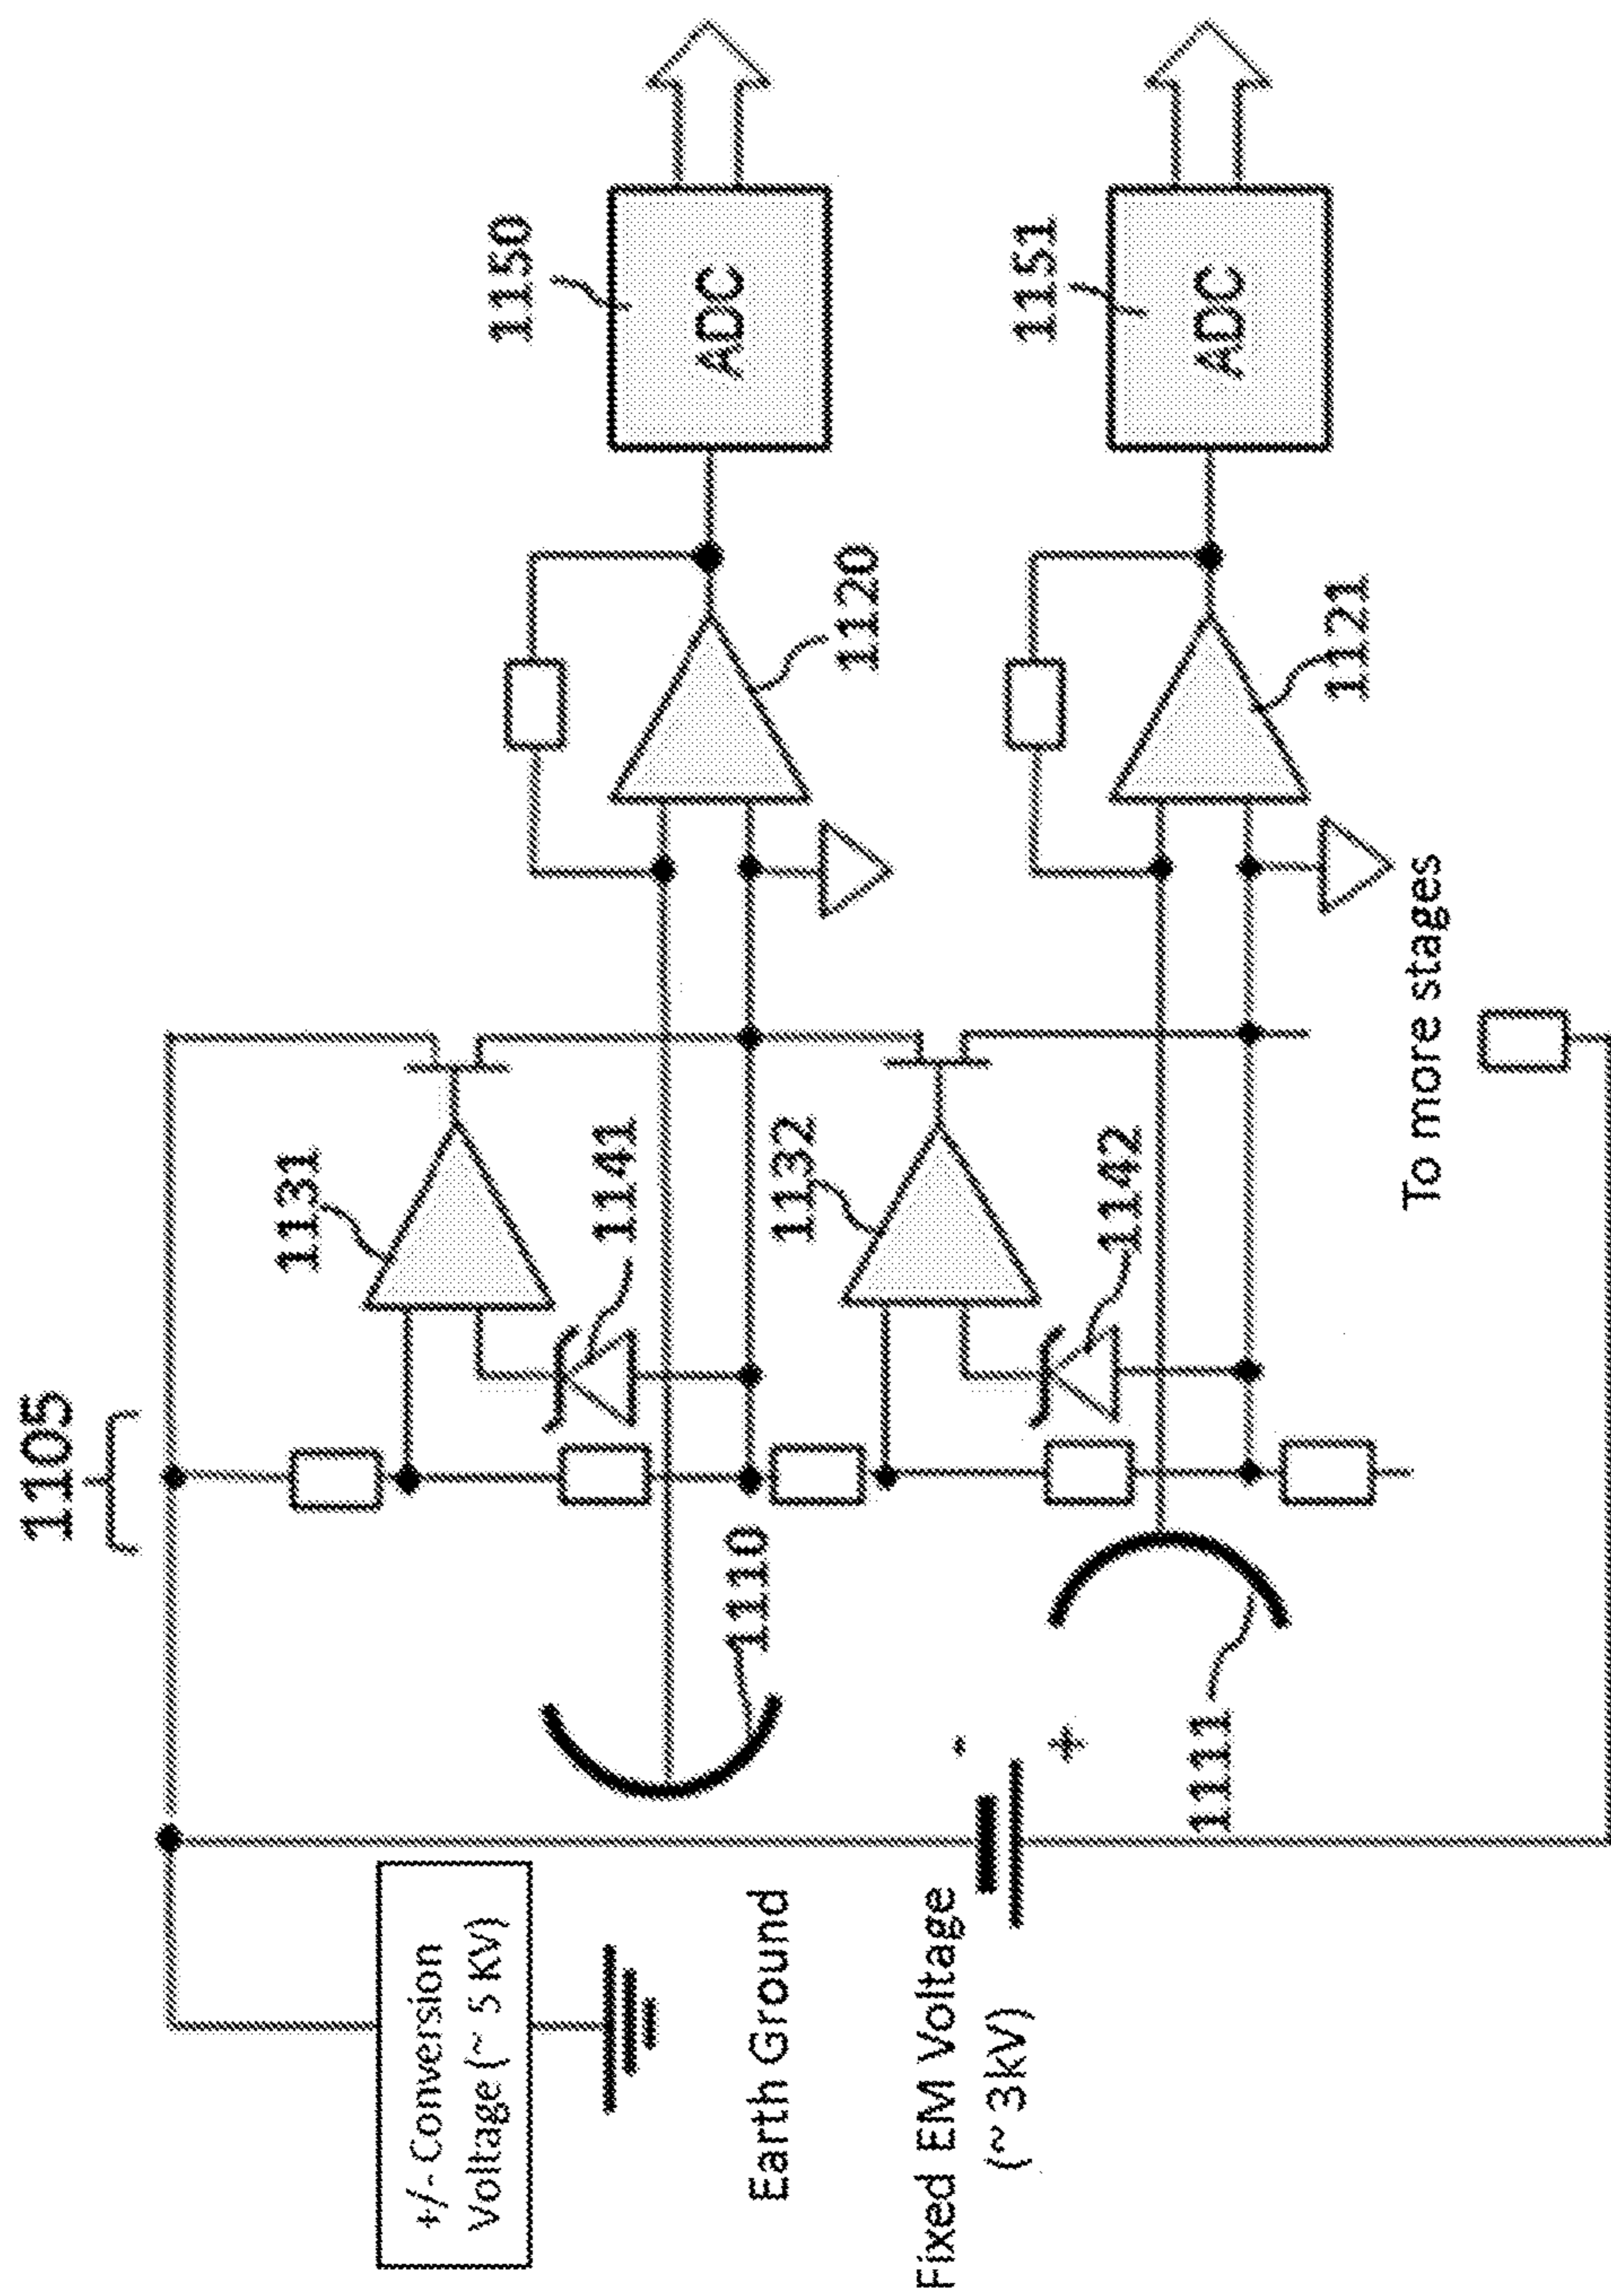 1105
+/- Conversion
Voltage (~ 5 KV)
Earth Ground
Fixed EM Voltage
(~ 3kV)
-
+
1110
1111
1131
1141
1132
1142
To more stages
1120
1121
1150
ADC
1151
ADC